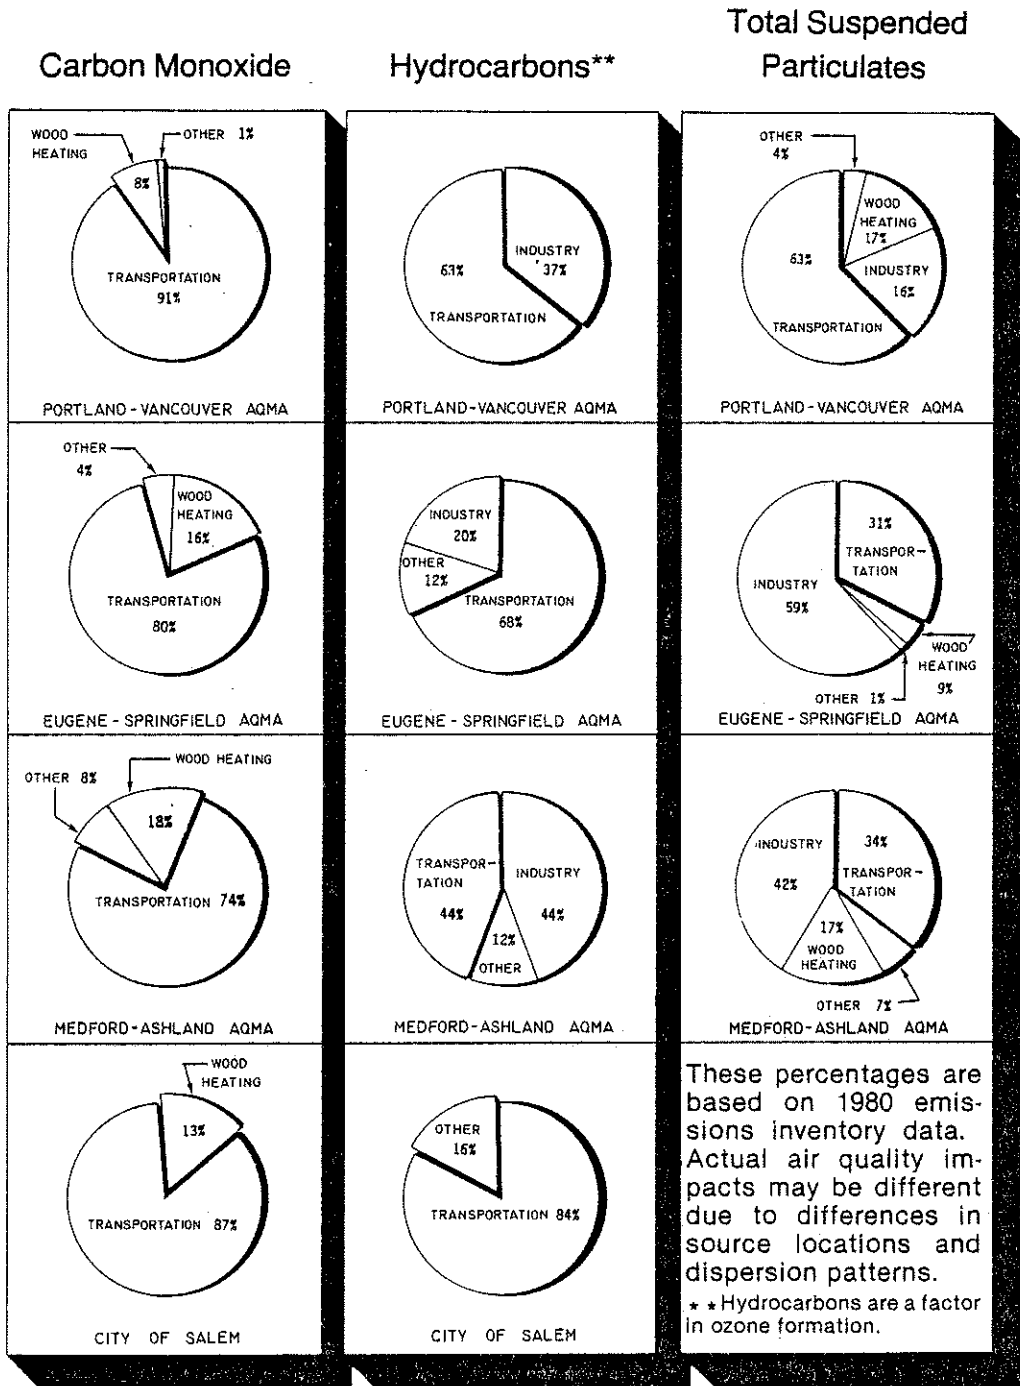 Carbon Monoxide
Hydrocarbons**
Total Suspended
Particulates
WOOD
HEATING
OTHER 1%
8%
TRANSPORTATION
91%
PORTLAND-VANCOUVER AQMA
INDUSTRY
37%
63%
TRANSPORTATION
PORTLAND-VANCOUVER AQMA
OTHER
4%
WOOD
HEATING
17%
63%
INDUSTRY
16%
TRANSPORTATION
PORTLAND-VANCOUVER AQMA
OTHER
4%
WOOD
HEATING
16%
TRANSPORTATION
80%
EUGENE-SPRINGFIELD AQMA
INDUSTRY
20%
OTHER
12%
TRANSPORTATION
68%
EUGENE-SPRINGFIELD AQMA
31%
TRANSPOR-
TATION
INDUSTRY
59%
WOOD
HEATING
9%
OTHER 1%
EUGENE-SPRINGFIELD AQMA
WOOD HEATING
OTHER 8%
18%
TRANSPORTATION 74%
MEDFORD-ASHLAND AQMA
TRANSPOR-
TATION
44%
INDUSTRY
44%
12%
OTHER
MEDFORD-ASHLAND AQMA
INDUSTRY
42%
34%
TRANSPOR-
TATION
17%
WOOD
HEATING
OTHER 7%
MEDFORD-ASHLAND AQMA
WOOD
HEATING
13%
TRANSPORTATION 87%
CITY OF SALEM
OTHER
16%
TRANSPORTATION 84%
CITY OF SALEM
These percentages are
based on 1980 emis-
sions inventory data.
Actual air quality im-
pacts may be different
due to differences in
source locations and
dispersion patterns.
**Hydrocarbons are a factor
in ozone formation.